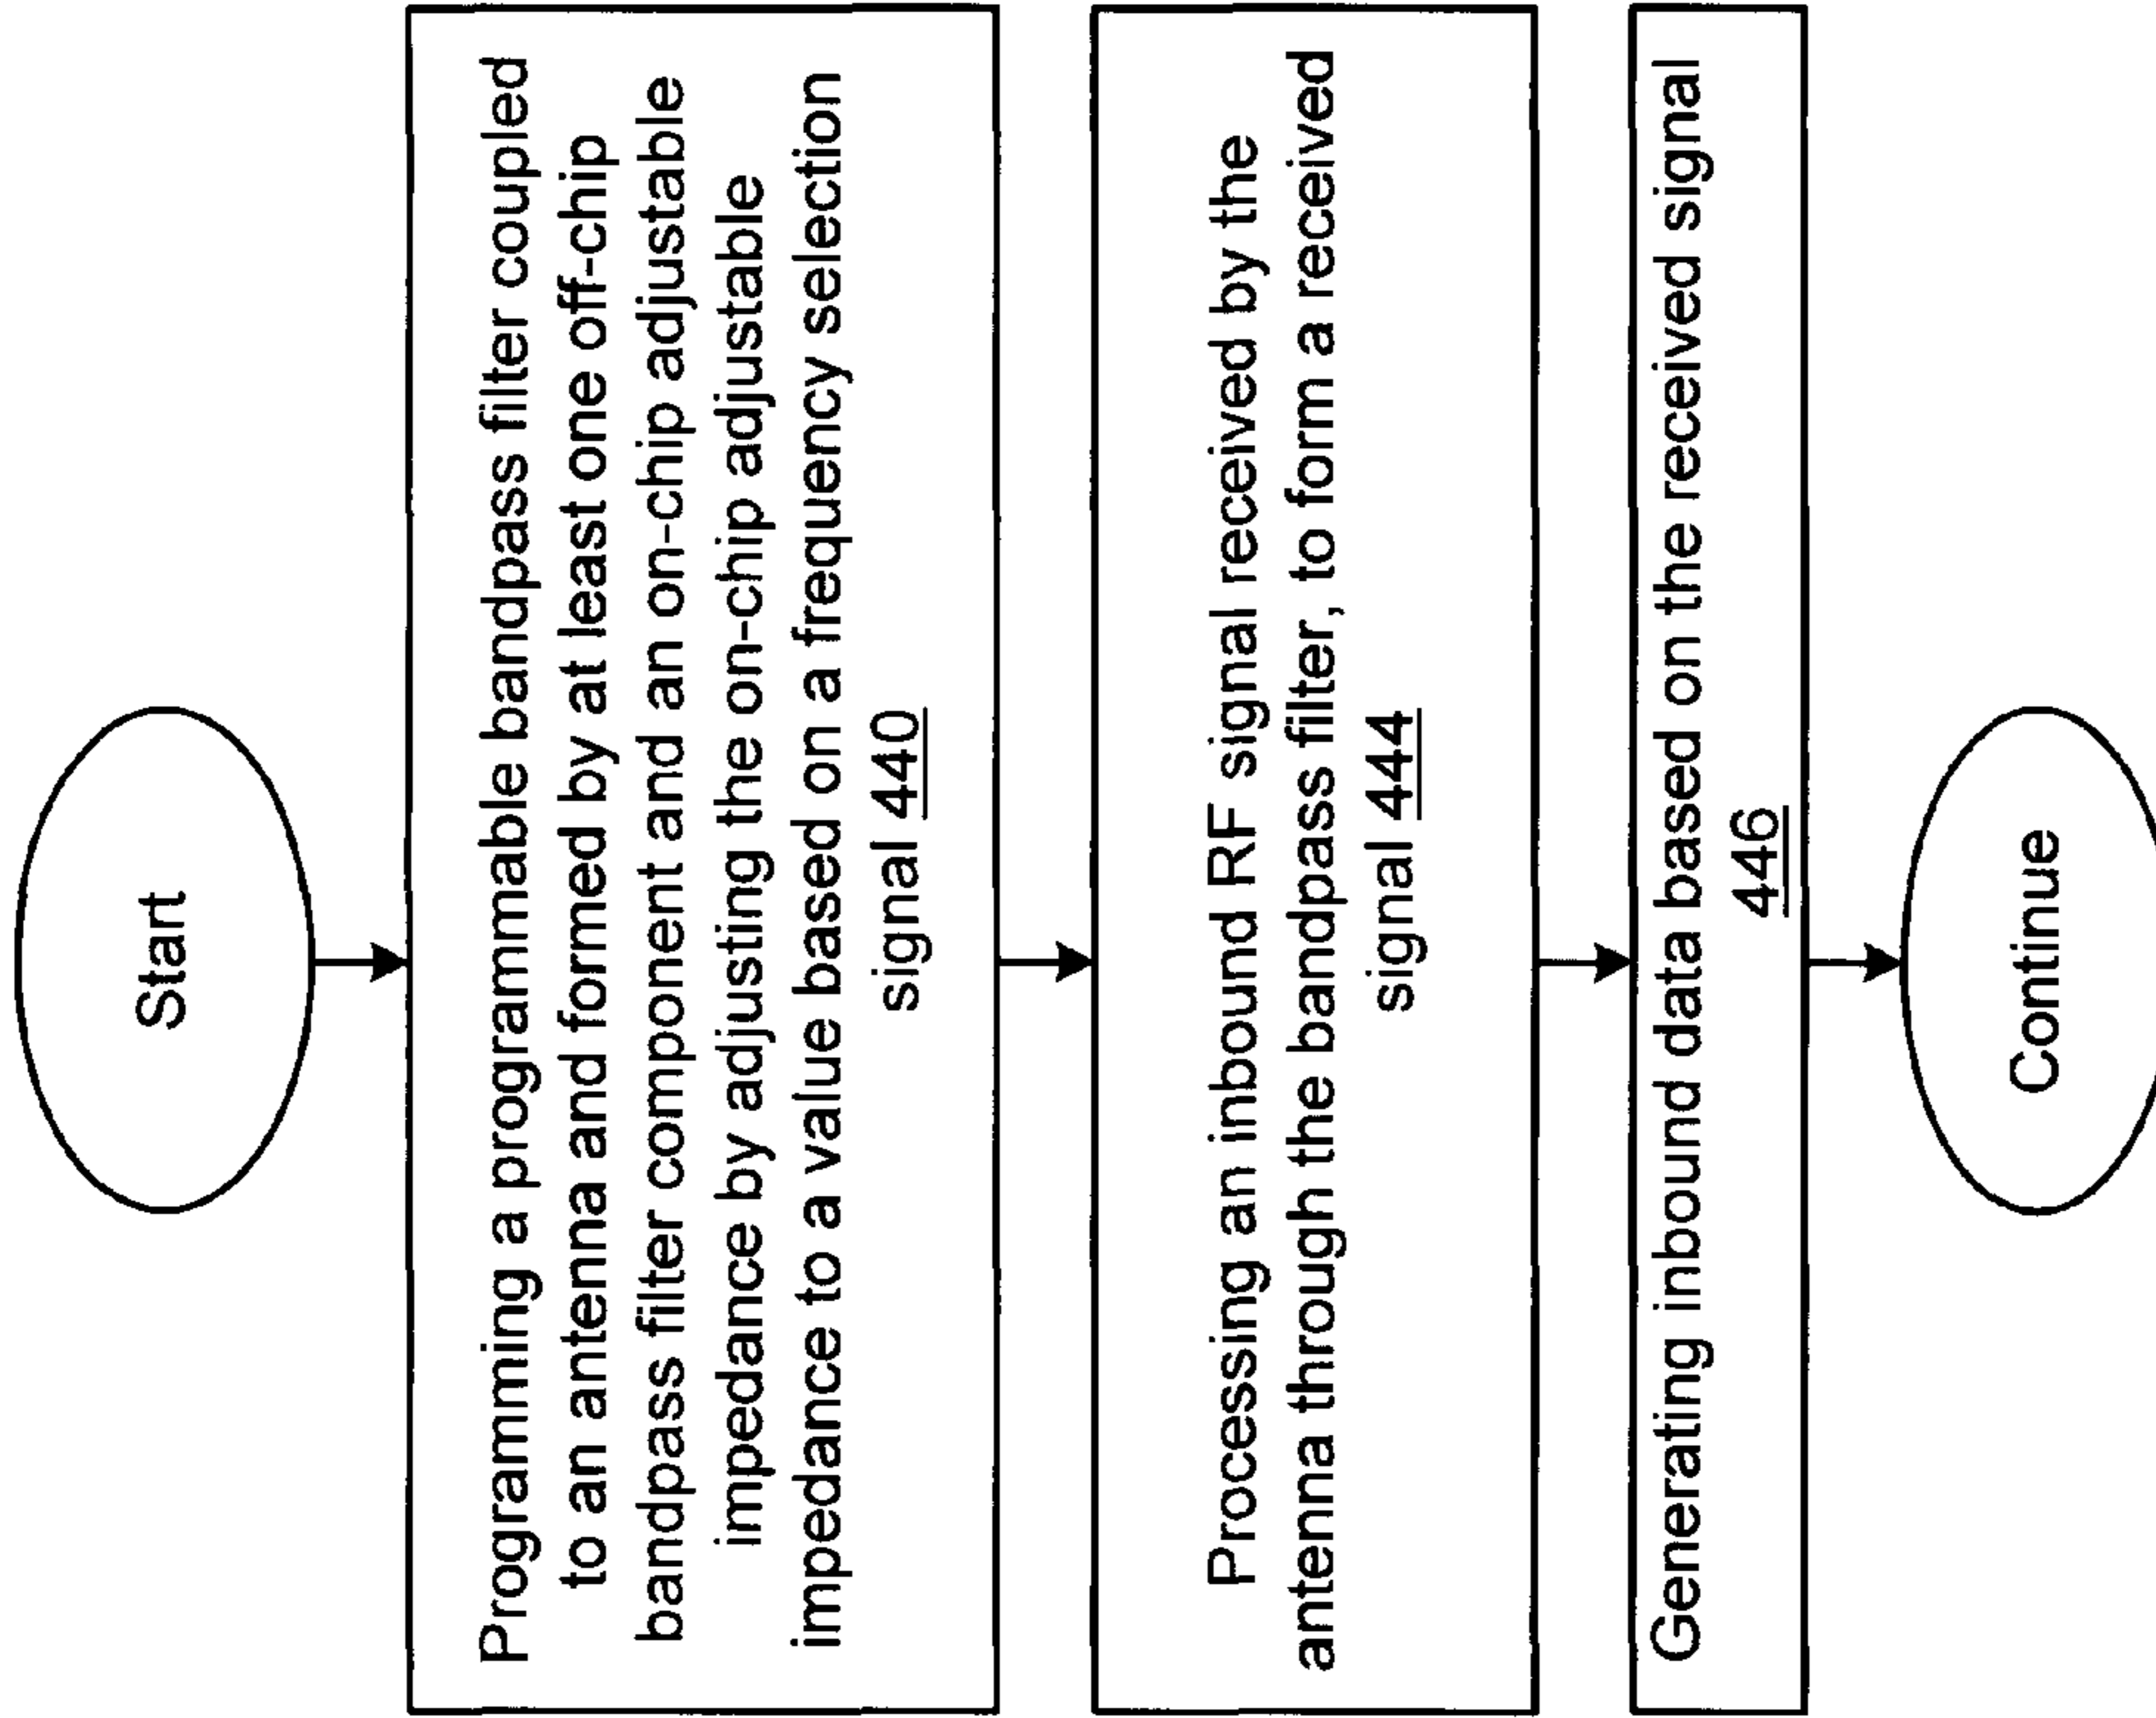 Start
Programming a programmable bandpass filter coupled
to an antenna and formed by at least one off-chip
bandpass filter component and an on-chip adjustable
impedance by adjusting the on-chip adjustable
impedance to a value based on a frequency selection
signal 440
Processing an inbound RF signal received by the
antenna through the bandpass filter, to form a received
signal 444
Generating inbound data based on the received signal
446
Continue